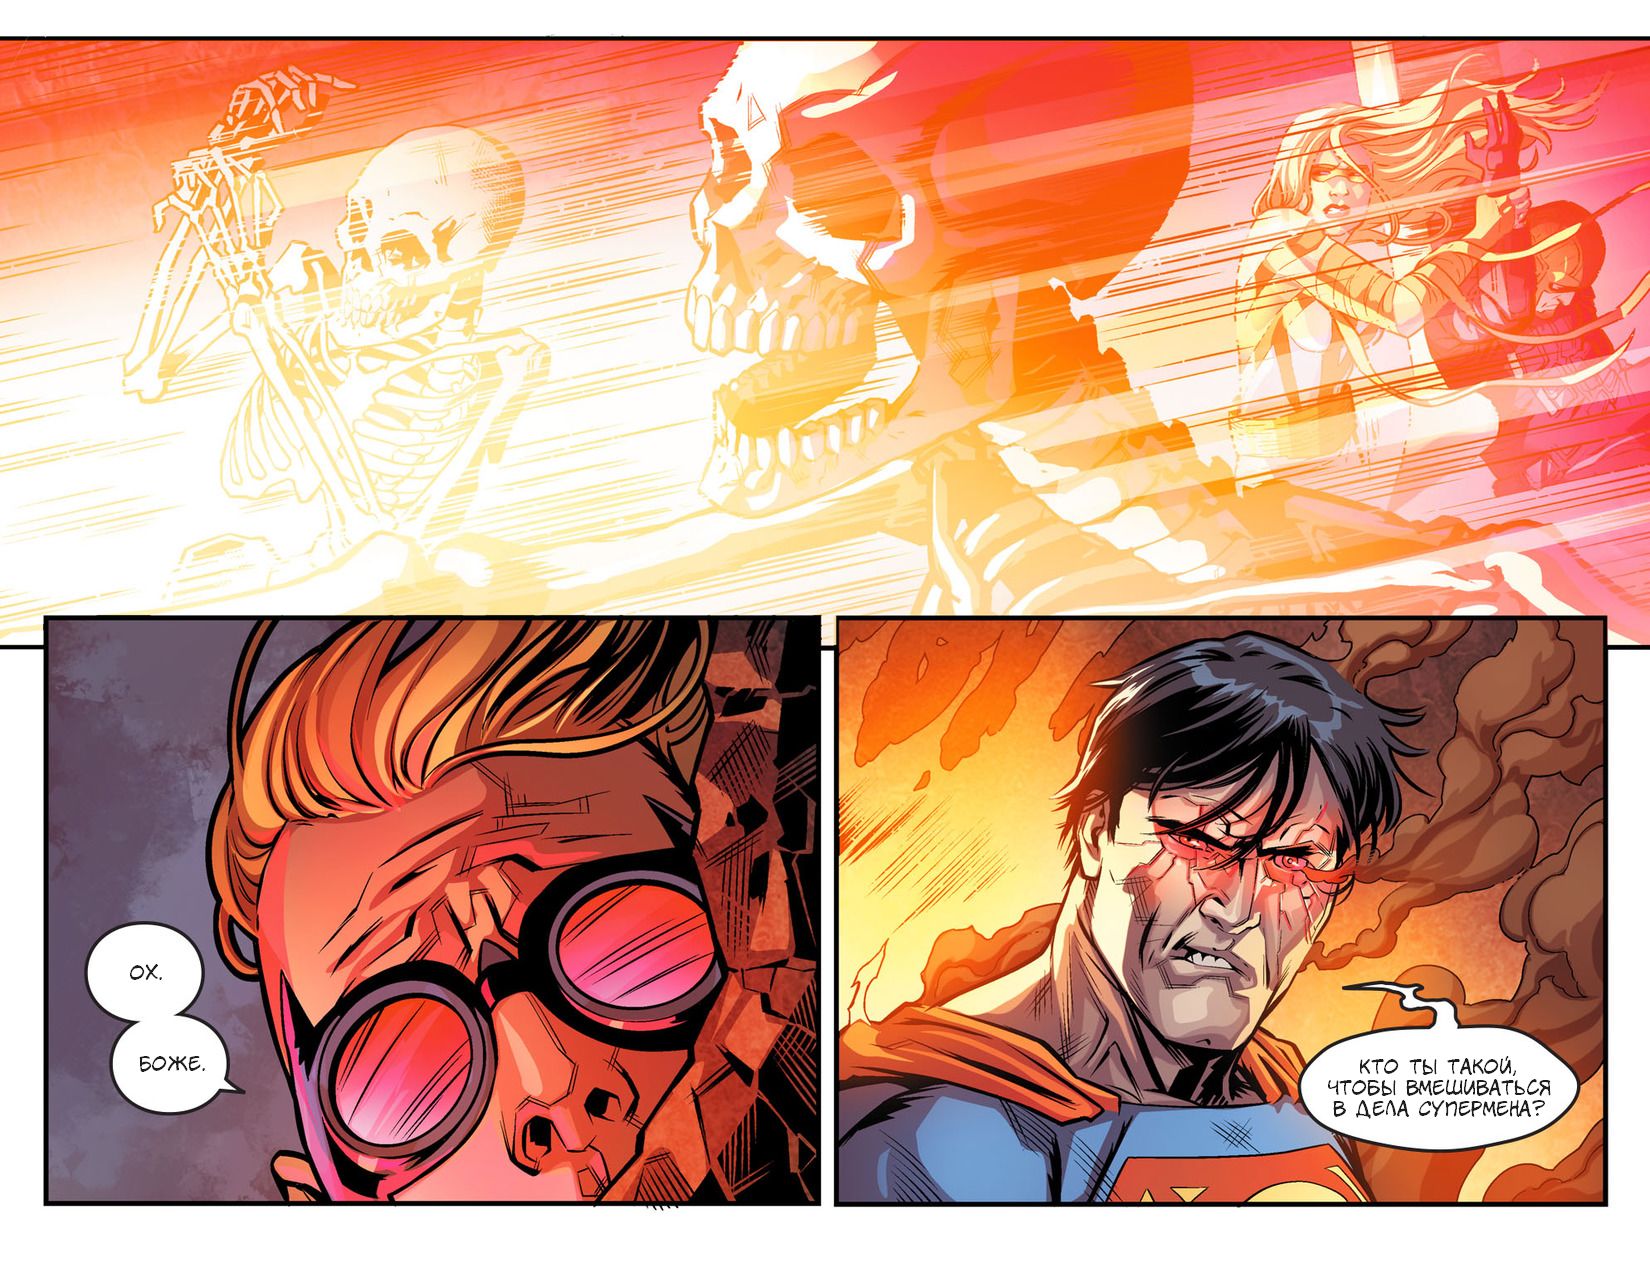 ОХ.
БОЖЕ.
КТО ТЫ ТАКОЙ,
ЧТОБЫ ВМЕШИВАТЬСЯ
В ДЕЛА СУПЕРМЕНА?